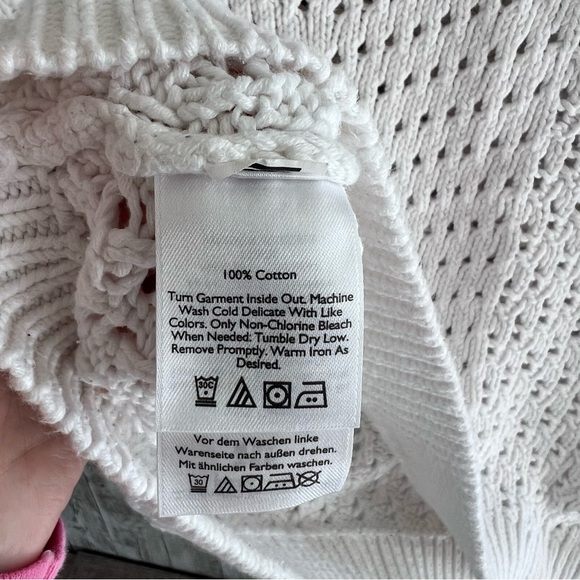 100% Cotton
Turn Garment Inside Out. Machine
Wash Cold Delicate With Like
Colors. Only Non-Chlorine Bleach
When Needed: Tumble Dry Low.
Remove Promptly. Warm Iron As
Desired.
30C
Vor dem Waschen linke
Warenseite nach außen drehen.
Mit ähnlichen Farben waschen.
30